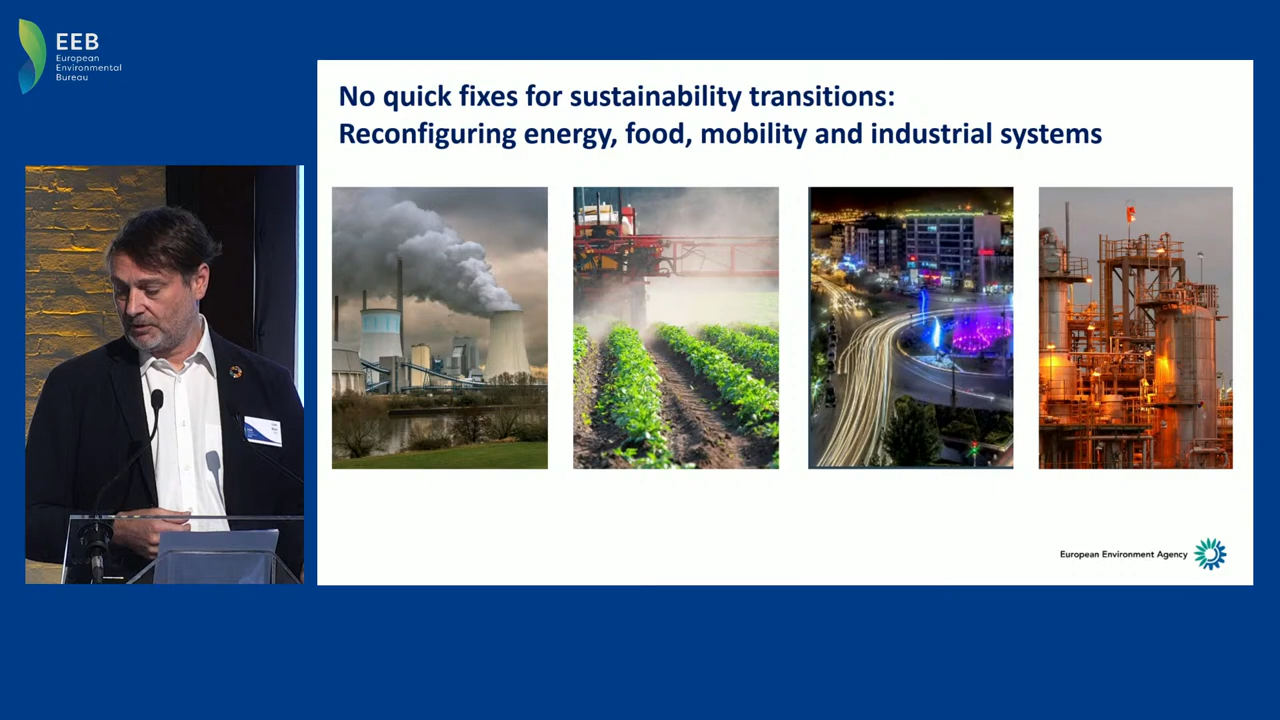 EEB
European
Environmental
Bureau
No quick fixes for sustainability transitions:
Reconfiguring energy, food, mobility and industrial systems
European Environment Agency